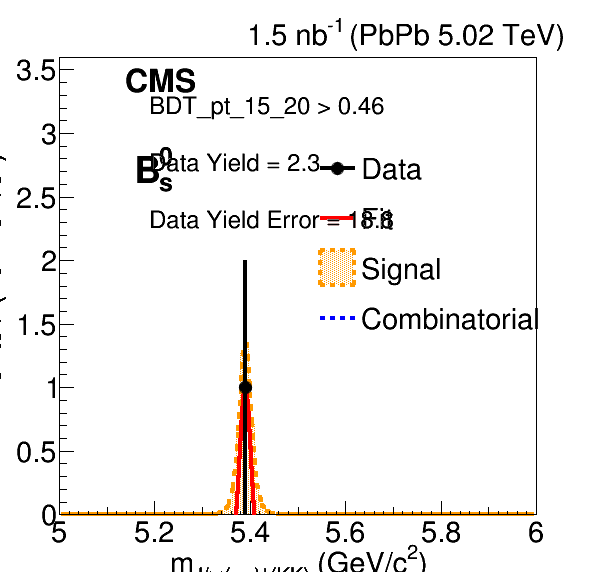 1.5 nb-1 (PbPb 5.02 TeV)
CMS
BDT_pt_15_20 > 0.46
B0s
Data Yield = 2.3
Data
Data Yield Error = 18.8
Fit
Signal
Combinatorial
3.5
3
2.5
2
1.5
1
0.5
0
5 5.2 5.4 5.6 5.8 6
(GeV/c2)